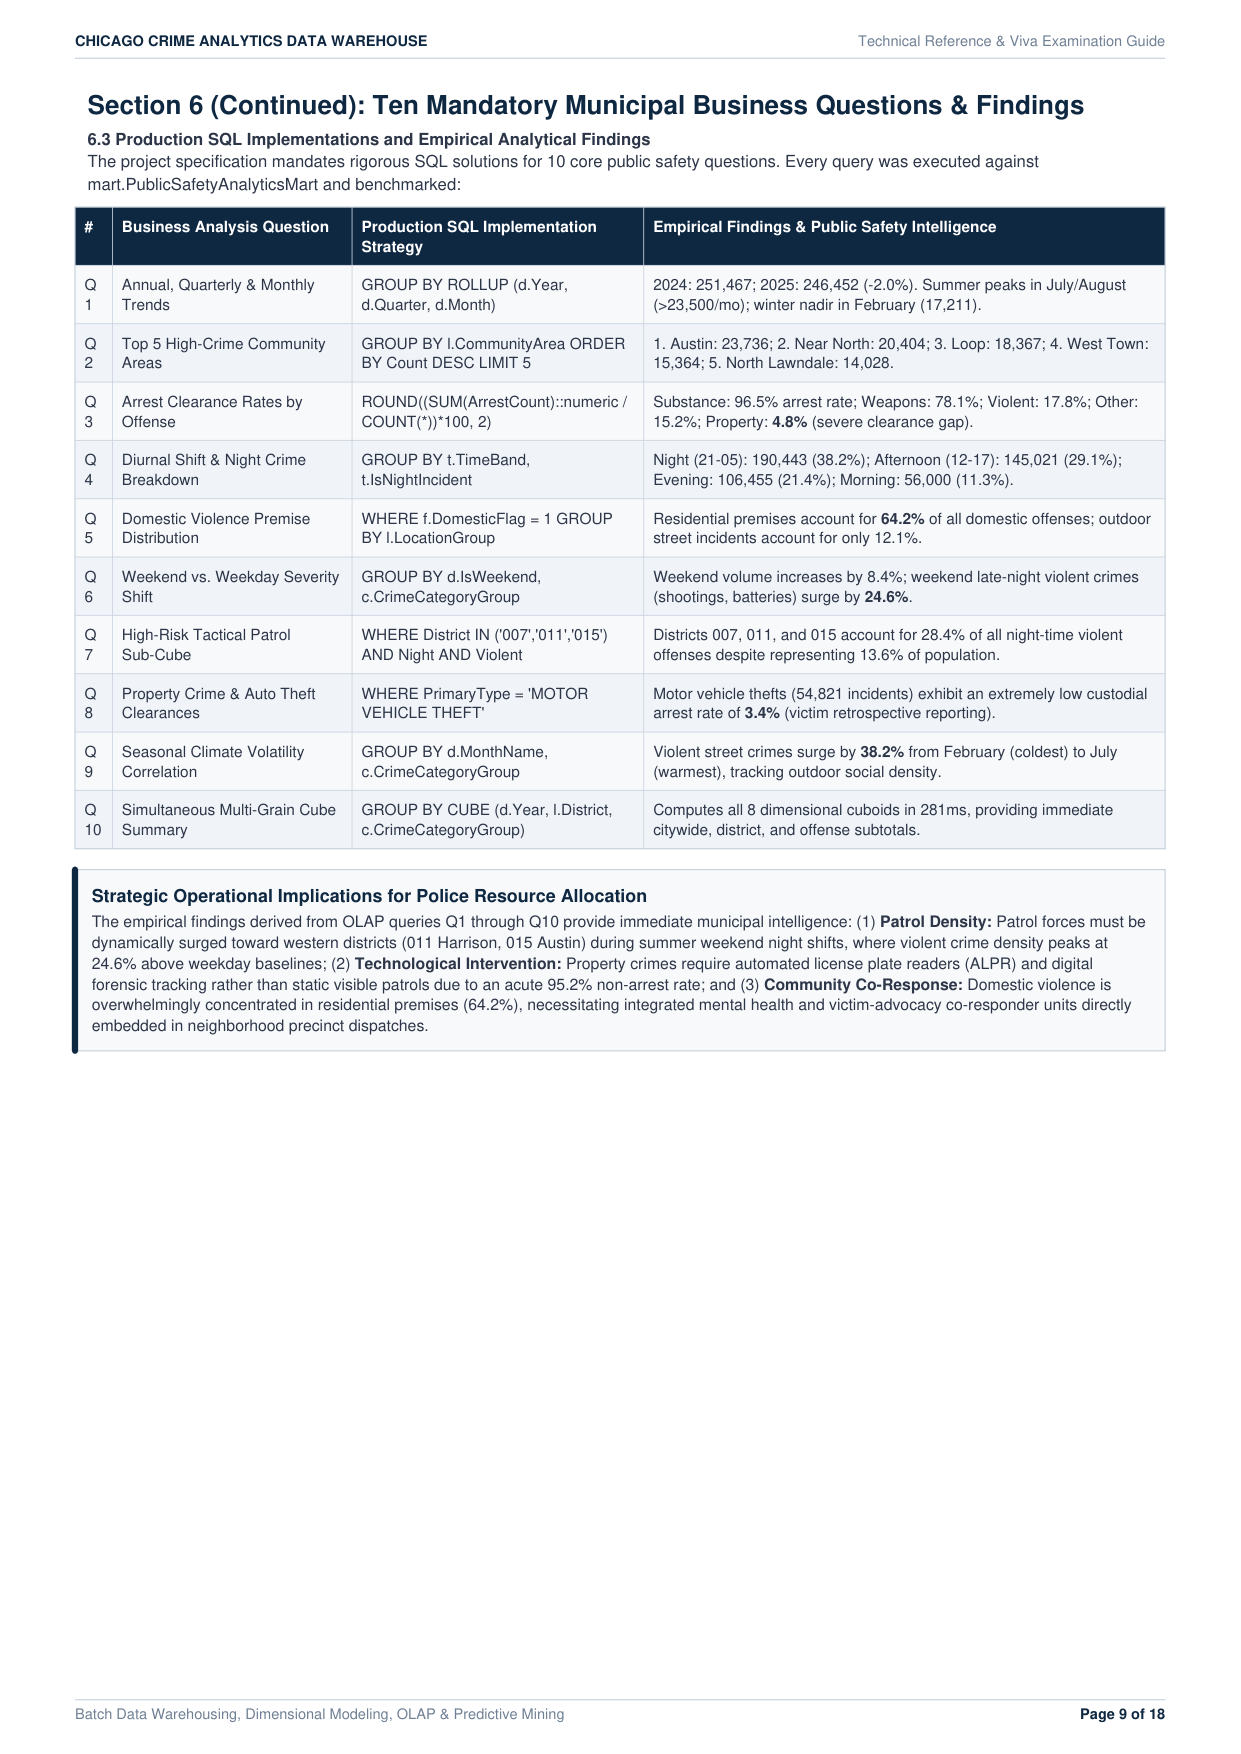 CHICAGO CRIME ANALYTICS DATA WAREHOUSE
Technical Reference & Viva Examination Guide
Section 6 (Continued): Ten Mandatory Municipal Business Questions & Findings
6.3 Production SQL Implementations and Empirical Analytical Findings
The project specification mandates rigorous SQL solutions for 10 core public safety questions. Every query was executed against
mart.PublicSafetyAnalyticsMart and benchmarked:
# Business Analysis Question Production SQL Implementation Empirical Findings & Public Safety Intelligence
Strategy
Q Annual, Quarterly & Monthly GROUP BY ROLLUP (d.Year, 2024: 251,467; 2025: 246,452 (-2.0%). Summer peaks in July/August
1 Trends d.Quarter, d.Month) (>23,500/mo); winter nadir in February (17,211).
Q Top 5 High-Crime Community GROUP BY l.CommunityArea ORDER 1. Austin: 23,736; 2. Near North: 20,404; 3. Loop: 18,367; 4. West Town:
2 Areas BY Count DESC LIMIT 5 15,364; 5. North Lawndale: 14,028.
Q Arrest Clearance Rates by ROUND((SUM(ArrestCount)::numeric / Substance: 96.5% arrest rate; Weapons: 78.1%; Violent: 17.8%; Other:
3 Offense COUNT(*))*100, 2) 15.2%; Property: 4.8% (severe clearance gap).
Q Diurnal Shift & Night Crime GROUP BY t.TimeBand, Night (21-05): 190,443 (38.2%); Afternoon (12-17): 145,021 (29.1%);
4 Breakdown t.IsNightIncident Evening: 106,455 (21.4%); Morning: 56,000 (11.3%).
Q Domestic Violence Premise WHERE f.DomesticFlag = 1 GROUP Residential premises account for 64.2% of all domestic offenses; outdoor
5 Distribution BY l.LocationGroup street incidents account for only 12.1%.
Q Weekend vs. Weekday Severity GROUP BY d.IsWeekend, Weekend volume increases by 8.4%; weekend late-night violent crimes
6 Shift c.CrimeCategoryGroup (shootings, batteries) surge by 24.6%.
Q High-Risk Tactical Patrol WHERE District IN ('007','011','015') Districts 007, 011, and 015 account for 28.4% of all night-time violent
7 Sub-Cube AND Night AND Violent offenses despite representing 13.6% of population.
Q Property Crime & Auto Theft WHERE PrimaryType = 'MOTOR Motor vehicle thefts (54,821 incidents) exhibit an extremely low custodial
8 Clearances VEHICLE THEFT' arrest rate of 3.4% (victim retrospective reporting).
Q Seasonal Climate Volatility GROUP BY d.MonthName, Violent street crimes surge by 38.2% from February (coldest) to July
9 Correlation c.CrimeCategoryGroup (warmest), tracking outdoor social density.
Q Simultaneous Multi-Grain Cube GROUP BY CUBE (d.Year, l.District, Computes all 8 dimensional cuboids in 281ms, providing immediate
10 Summary c.CrimeCategoryGroup) citywide, district, and offense subtotals.
Strategic Operational Implications for Police Resource Allocation
The empirical findings derived from OLAP queries Q1 through Q10 provide immediate municipal intelligence: (1) Patrol Density: Patrol forces must be
dynamically surged toward western districts (011 Harrison, 015 Austin) during summer weekend night shifts, where violent crime density peaks at
24.6% above weekday baselines; (2) Technological Intervention: Property crimes require automated license plate readers (ALPR) and digital
forensic tracking rather than static visible patrols due to an acute 95.2% non-arrest rate; and (3) Community Co-Response: Domestic violence is
overwhelmingly concentrated in residential premises (64.2%), necessitating integrated mental health and victim-advocacy co-responder units directly
embedded in neighborhood precinct dispatches.
Batch Data Warehousing, Dimensional Modeling, OLAP & Predictive Mining
Page 9 of 18